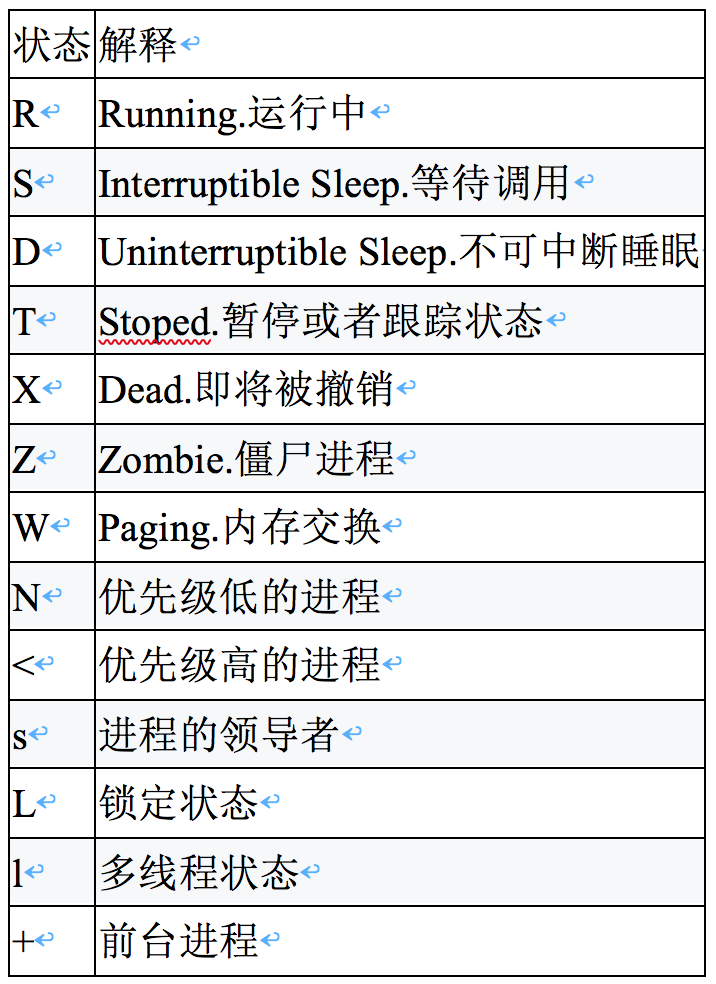 状态 解释
R Running.运行中
S Interruptible Sleep.等待调用
D Uninterruptible Sleep.不可中断睡眠
T Stoped.暂停或者跟踪状态
X Dead.即将被撤销
Z Zombie.僵尸进程
W Paging.内存交换
N 优先级低的进程
< 优先级高的进程
s 进程的领导者
L 锁定状态
l 多线程状态
+ 前台进程